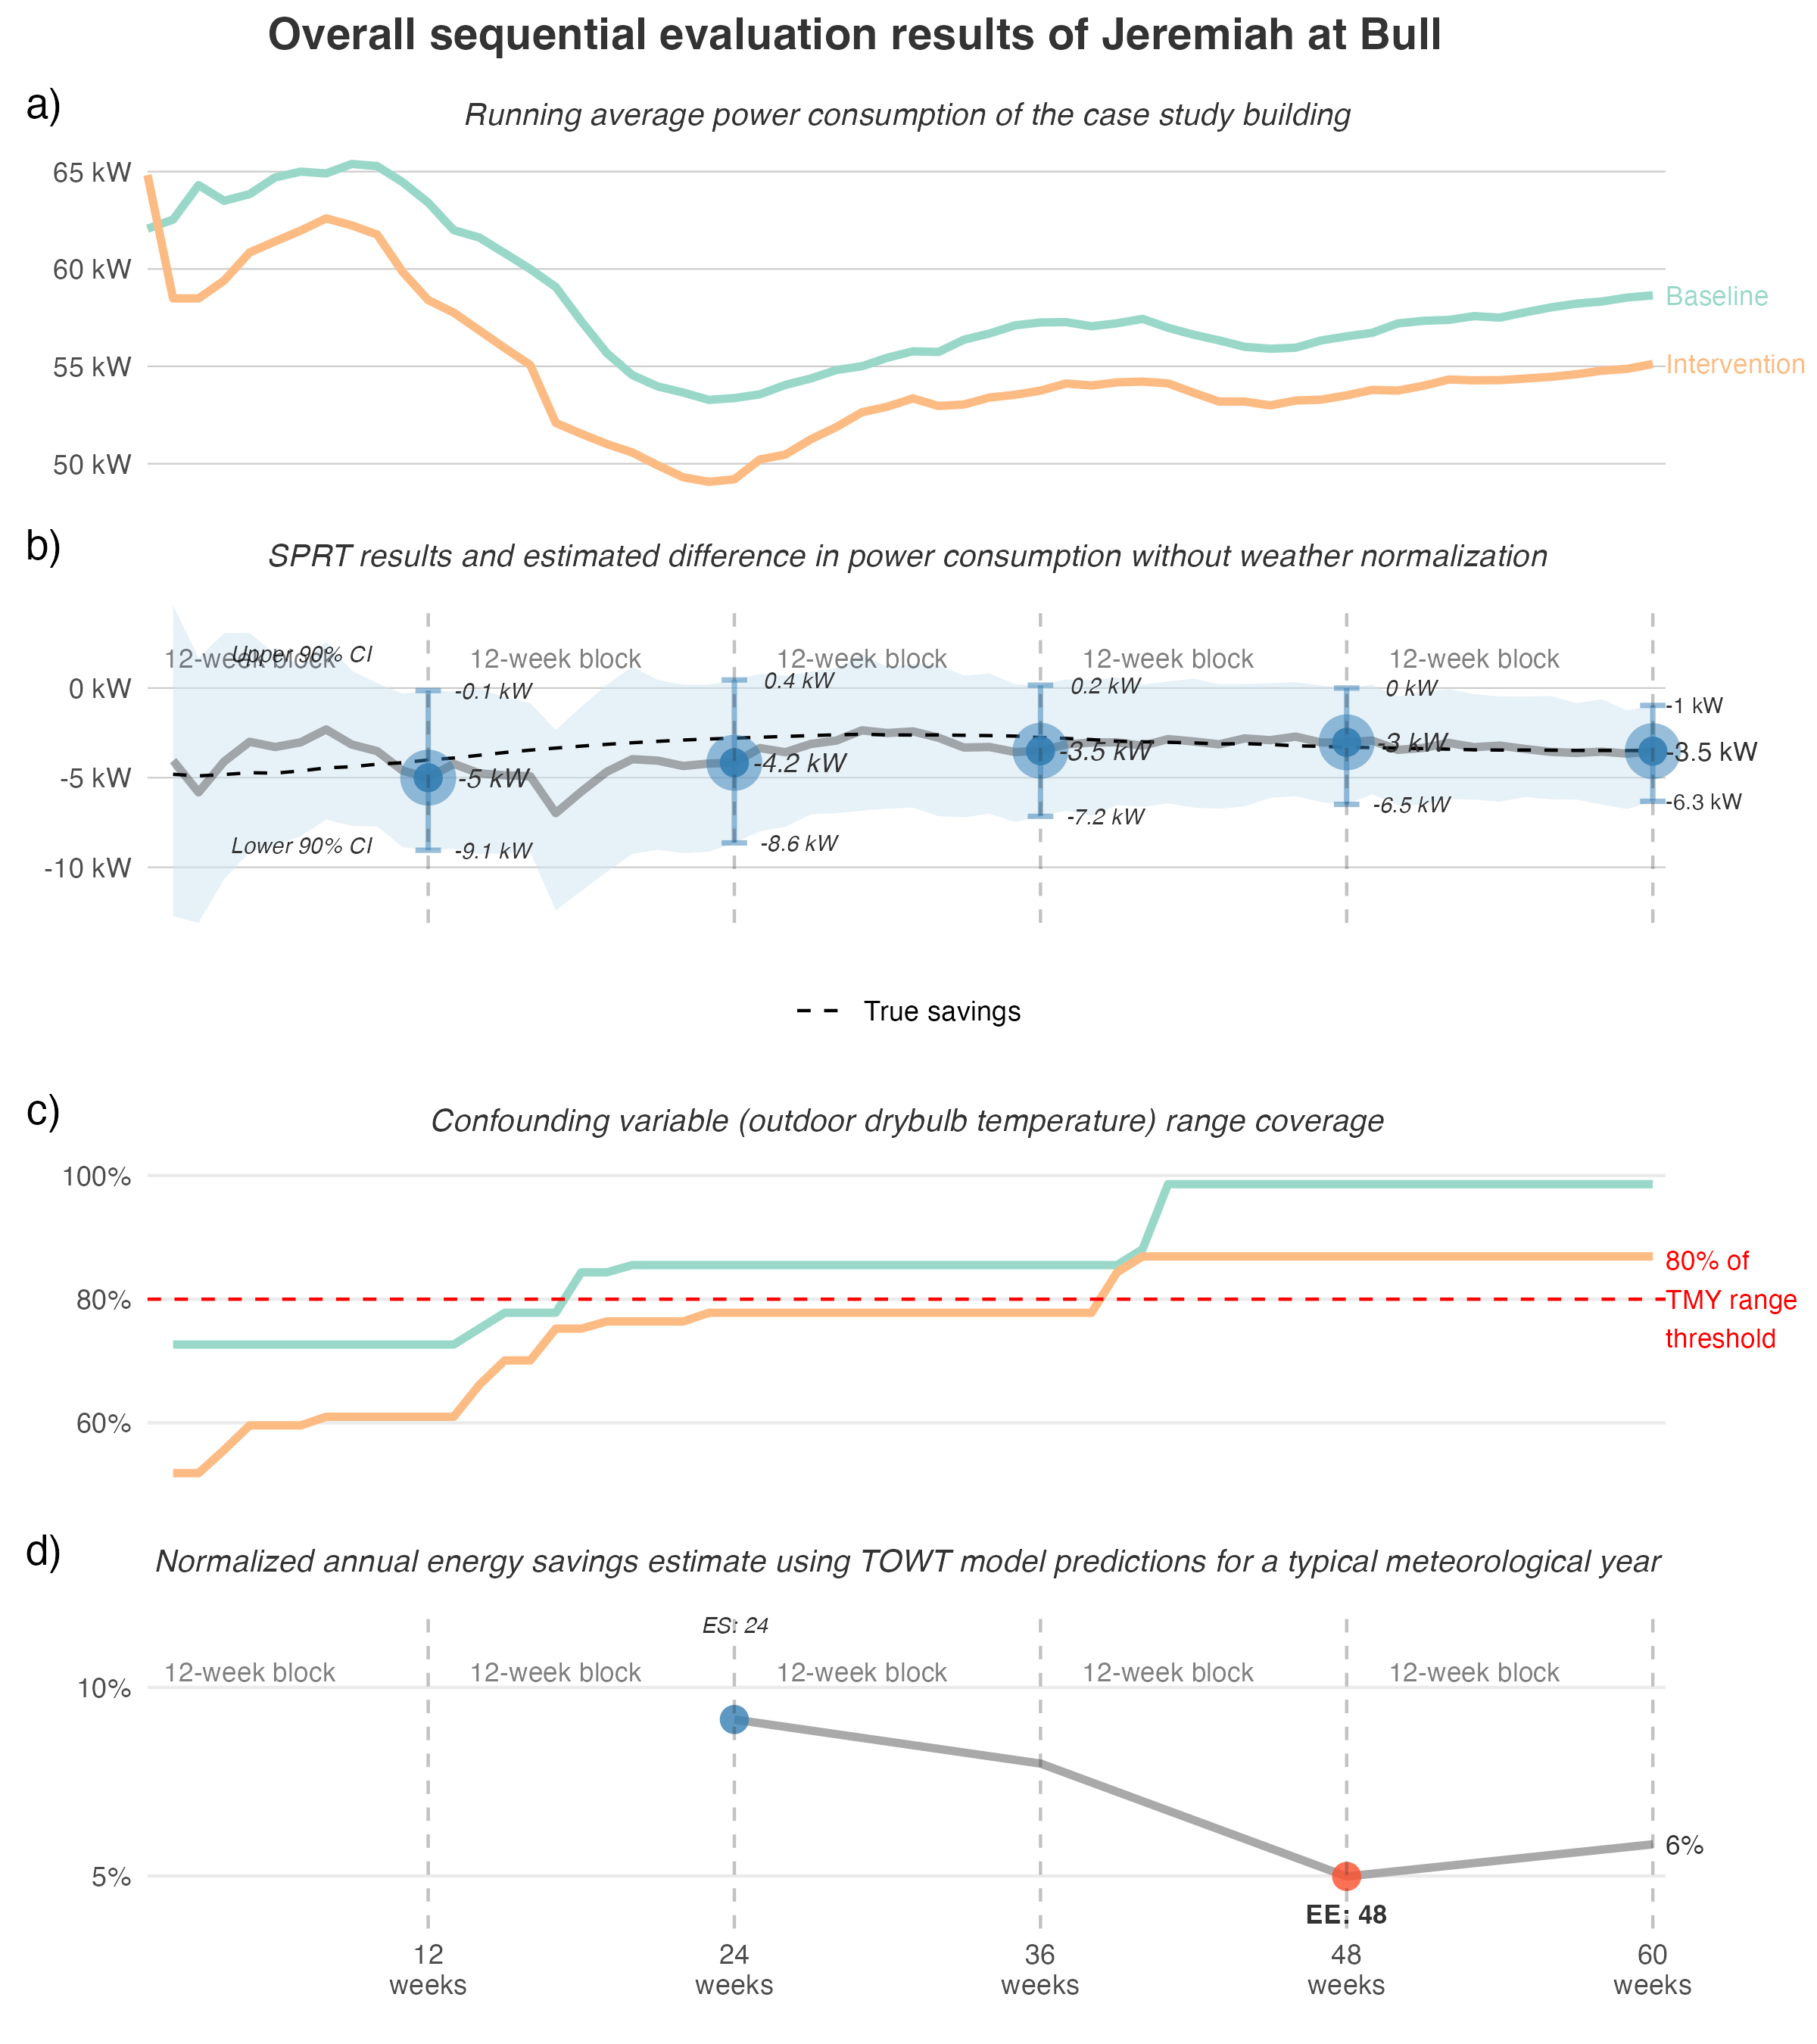 Overall sequential evaluation results of Jeremiah at Bull
a)
Running average power consumption of the case study building
65 kW
60 kW
55 kW
50 kW
Baseline
Intervention
b)
SPRT results and estimated difference in power consumption without weather normalization
12-week block
12-week block
12-week block
12-week block
12-week block
Upper 90% CI
Lower 90% CI
0 kW
-5 kW
-10 kW
-0.1 kW
0.4 kW
0.2 kW
0 kW
-1 kW
-5 kW
-4.2 kW
-3.5 kW
-3 kW
-3.5 kW
-9.1 kW
-8.6 kW
-7.2 kW
-6.5 kW
-6.3 kW
True savings
c)
Confounding variable (outdoor drybulb temperature) range coverage
100%
80%
60%
80% of
TMY range
threshold
d)
Normalized annual energy savings estimate using TOWT model predictions for a typical meteorological year
ES: 24
12-week block
12-week block
12-week block
12-week block
12-week block
10%
5%
6%
EE: 48
12
weeks
24
weeks
36
weeks
48
weeks
60
weeks